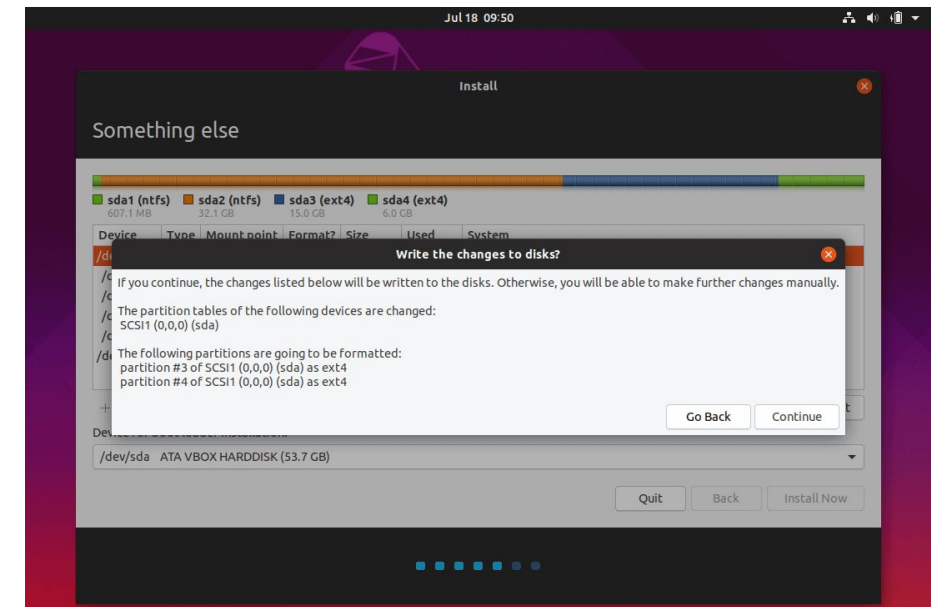 Jul 18 09:50
Install
Something else
sda1 (ntfs) sda2 (ntfs) sda3 (ext4) sda4 (ext4)
607.1 MB 32.1 GB 15.0 GB 6.0 GB
Device Type Mount point Format? Size Used System
Write the changes to disks?
If you continue, the changes listed below will be written to the disks. Otherwise, you will be able to make further changes manually.
The partition tables of the following devices are changed:
SCSI1 (0,0,0) (sda)
The following partitions are going to be formatted:
partition #3 of SCSI1 (0,0,0) (sda) as ext4
partition #4 of SCSI1 (0,0,0) (sda) as ext4
Go Back Continue
/dev/sda ATA VBOX HARDDISK (53.7 GB)
Quit Back Install Now